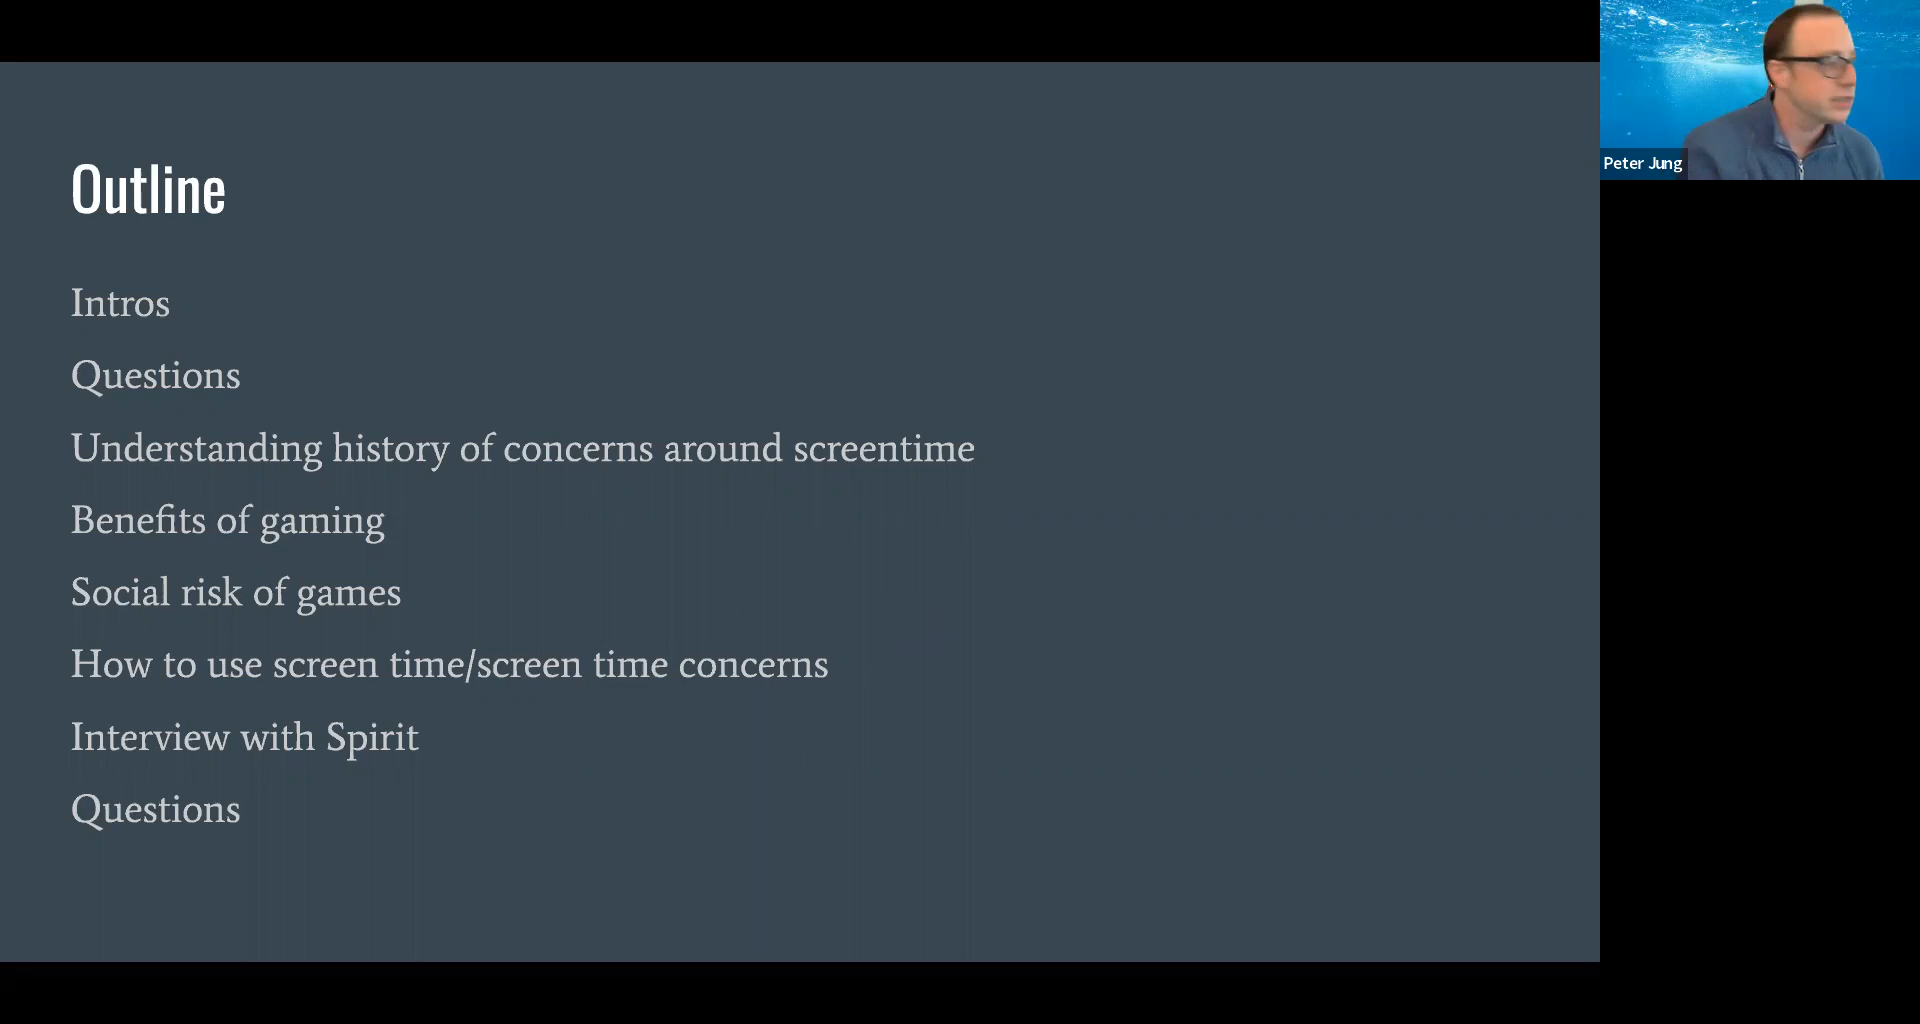 Outline
Intros
Questions
Understanding history of concerns around screentime
Benefits of gaming
Social risk of games
How to use screen time/screen time concerns
Interview with Spirit
Questions
Peter Jung